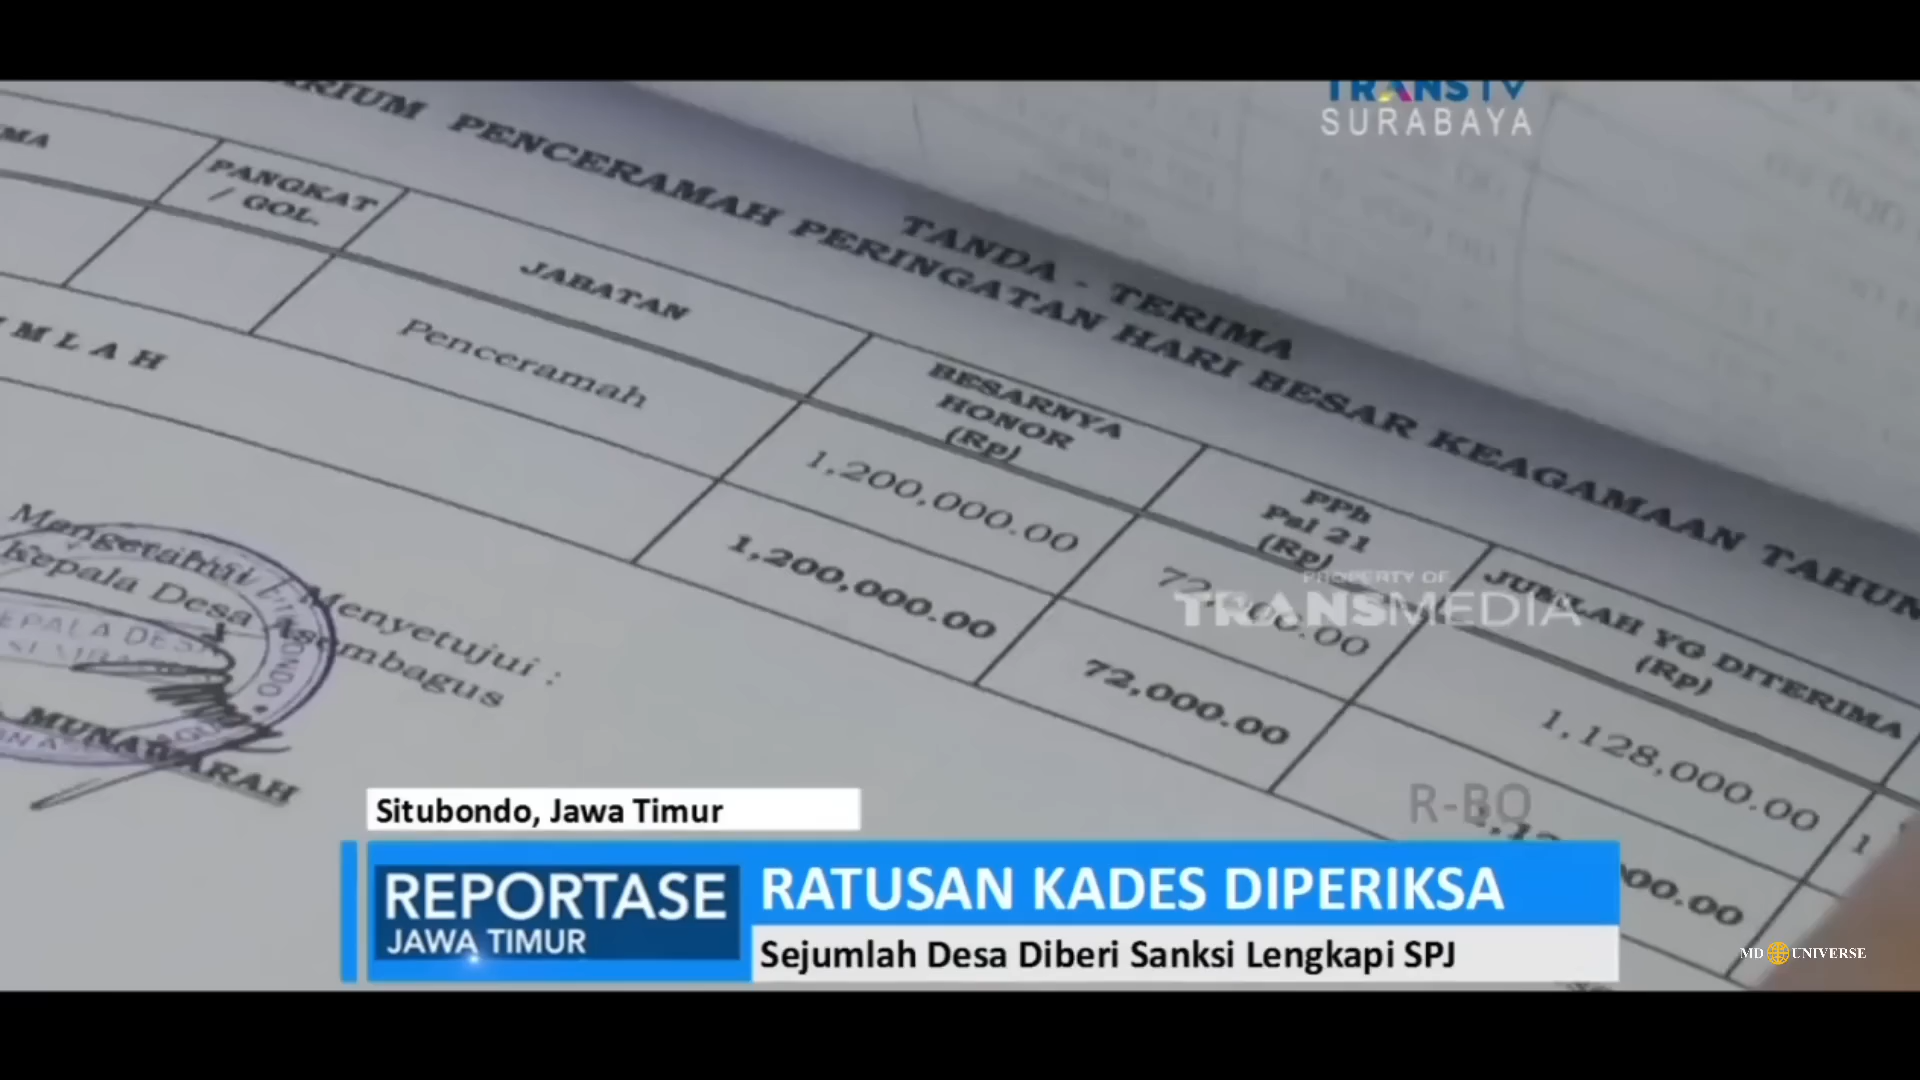 TRANSTV
SURABAYA
TANDA - TERIMA
PENCERAMAH PERINGATAN HARI BESAR KEAGAMAAN TAHUN
PANGKAT
/ GOL.
JABATAN
BESARNYA
HONOR
(Rp)
PPh
Psl 21
(Rp)
JUMLAH YG DITERIMA
(Rp)
Penceramah
1,200,000.00
1,128,000.00
M L A H
1,200,000.00
72,000.00
Mengetahui / Menyetujui :
Kepala Desa Asembagus
MUNAWARAH
PROPERTY OF
TRANSMEDIA
R-BO
Situbondo, Jawa Timur
REPORTASE
JAWA TIMUR
RATUSAN KADES DIPERIKSA
Sejumlah Desa Diberi Sanksi Lengkapi SPJ
MD UNIVERSE